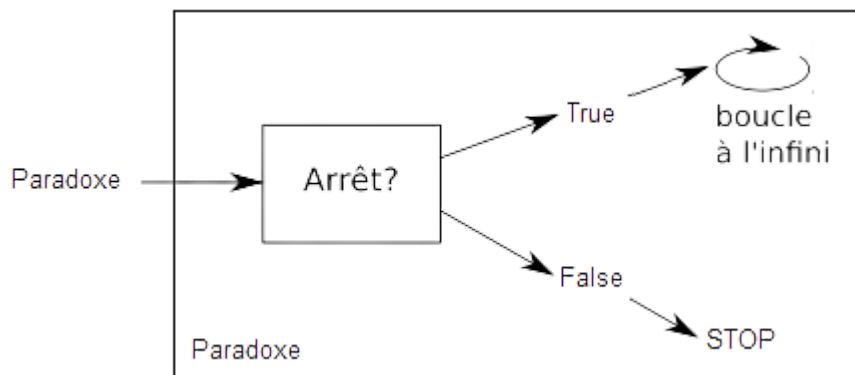 Paradoxe
Arrêt?
True
boucle
à l'infini
False
STOP
Paradoxe